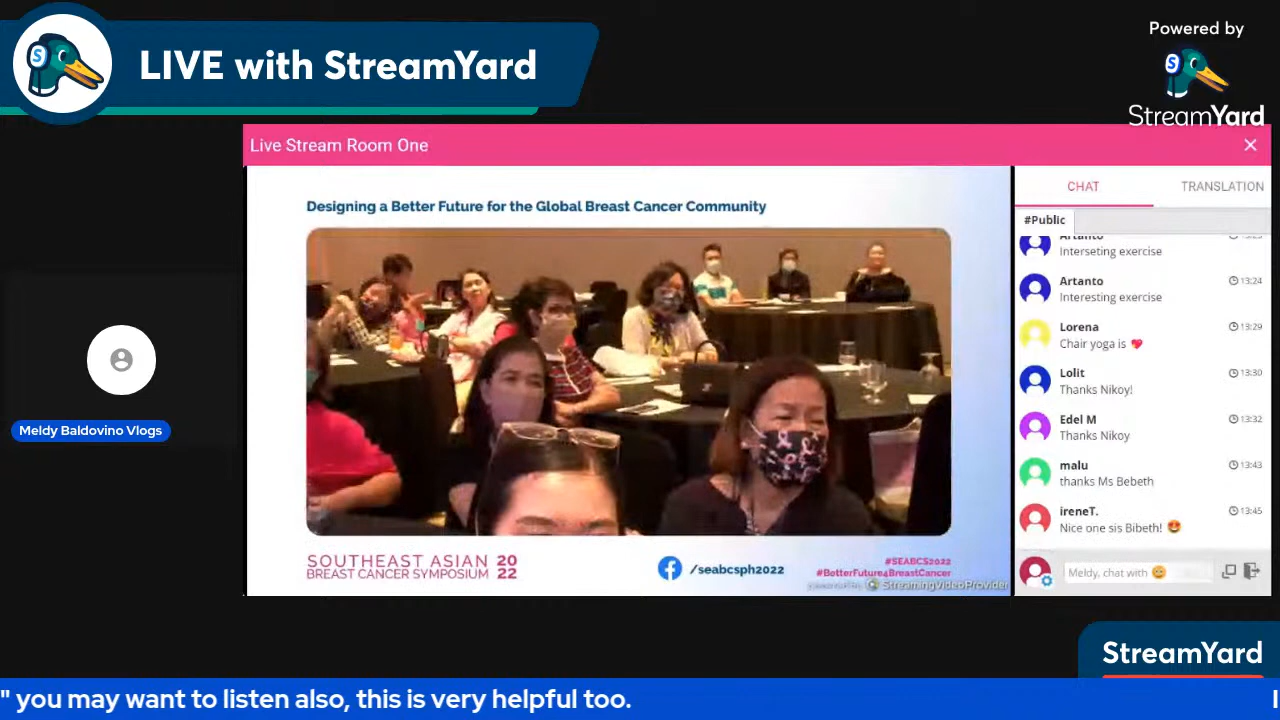 LIVE with StreamYard
Powered by
StreamYard
Live Stream Room One
Designing a Better Future for the Global Breast Cancer Community
CHAT
TRANSLATION
#Public
Artanto
Interseting exercise
Artanto
13:24
Interesting exercise
Lorena
13:29
Chair yoga is
Lolit
13:30
Thanks Nikoy!
Edel M
13:32
Thanks Nikoy
malu
13:43
thanks Ms Bebeth
ireneT.
13:45
Nice one sis Bibeth!
Meldy, chat with
Meldy Baldovino Vlogs
SOUTHEAST ASIAN 20
BREAST CANCER SYMPOSIUM 22
/seabcsph2022
#SEABCS2022
#BetterFuture4BreastCancer
StreamingVideoProvider
StreamYard
" you may want to listen also, this is very helpful too.